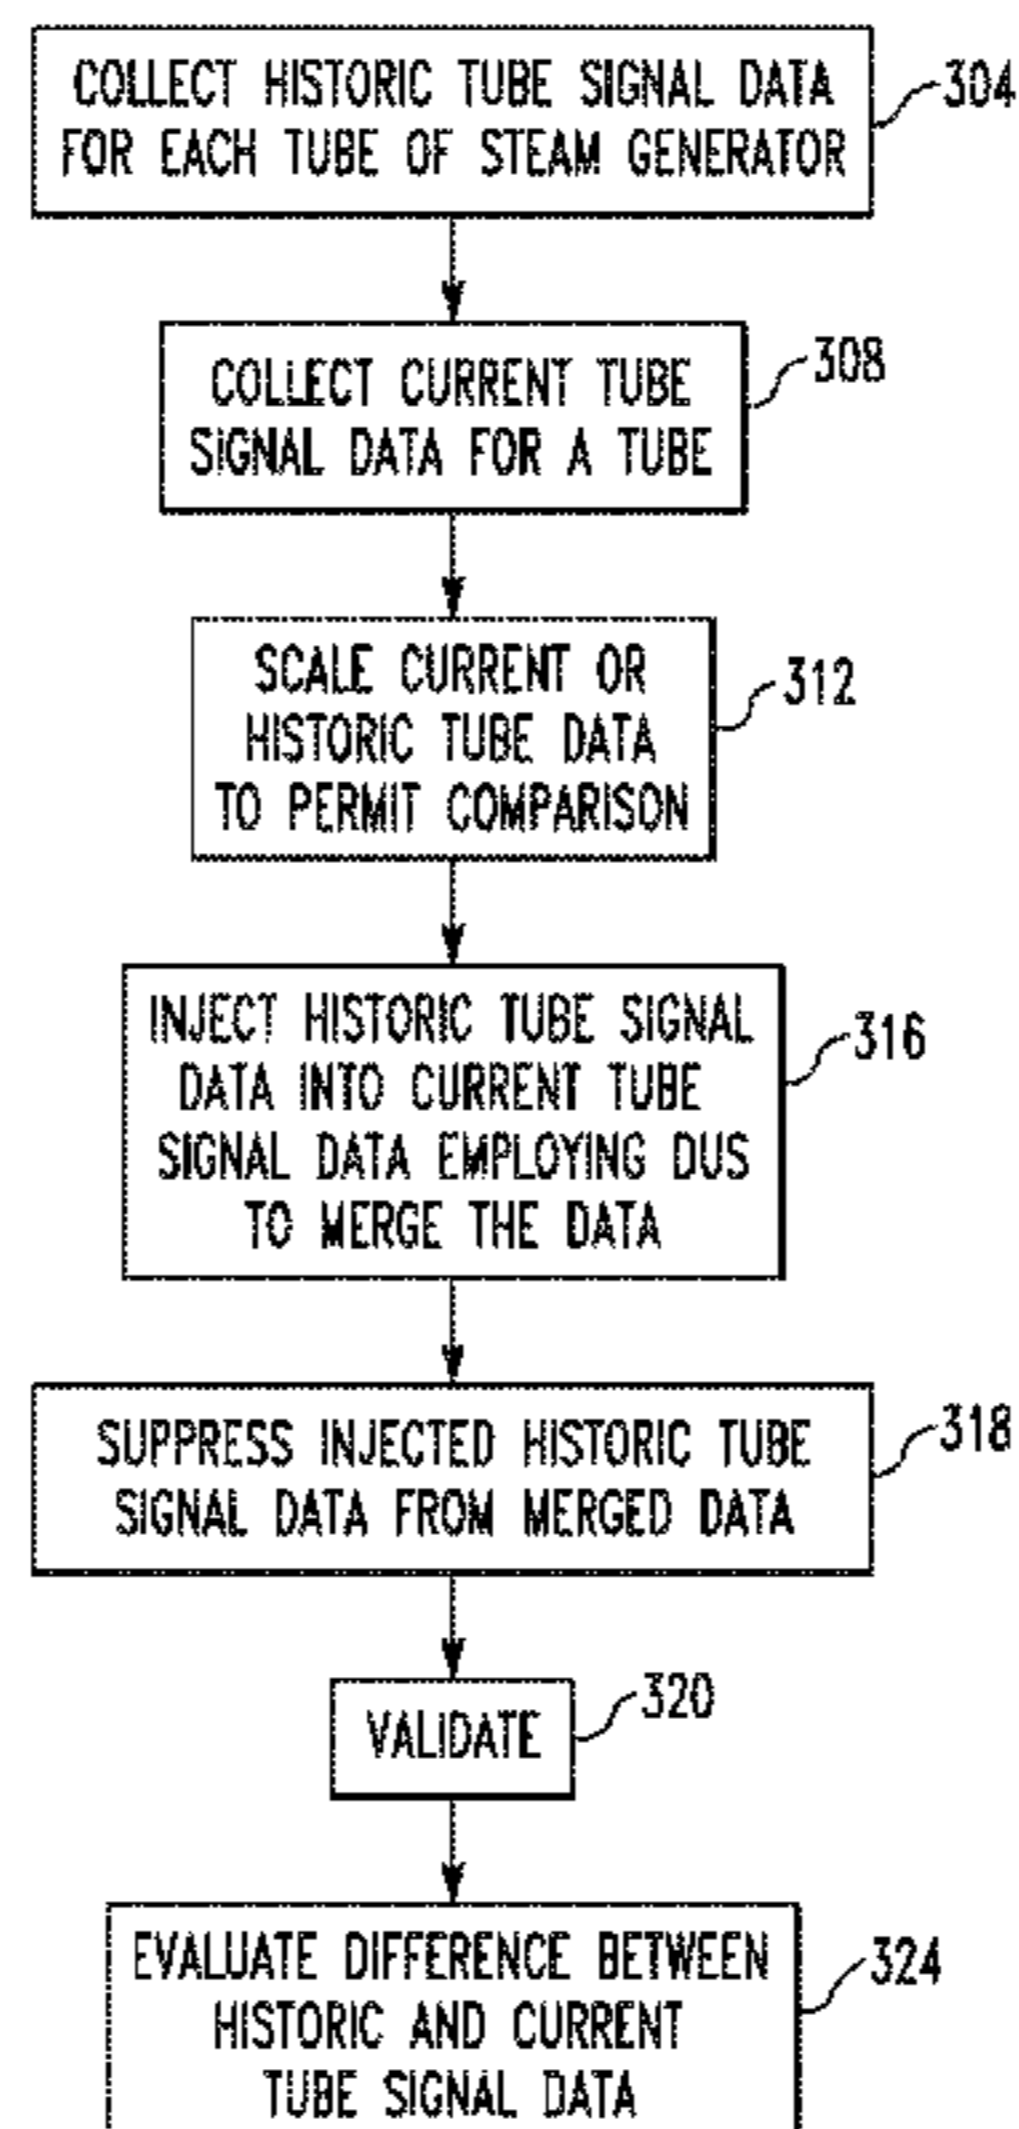 COLLECT HISTORIC TUBE SIGNAL DATA
FOR EACH TUBE OF STEAM GENERATOR
304
COLLECT CURRENT TUBE
SIGNAL DATA FOR A TUBE
308
SCALE CURRENT OR
HISTORIC TUBE DATA
TO PERMIT COMPARISON
312
INJECT HISTORIC TUBE SIGNAL
DATA INTO CURRENT TUBE
SIGNAL DATA EMPLOYING DUS
TO MERGE THE DATA
316
SUPPRESS INJECTED HISTORIC TUBE
SIGNAL DATA FROM MERGED DATA
318
VALIDATE
320
EVALUATE DIFFERENCE BETWEEN
HISTORIC AND CURRENT
TUBE SIGNAL DATA
324